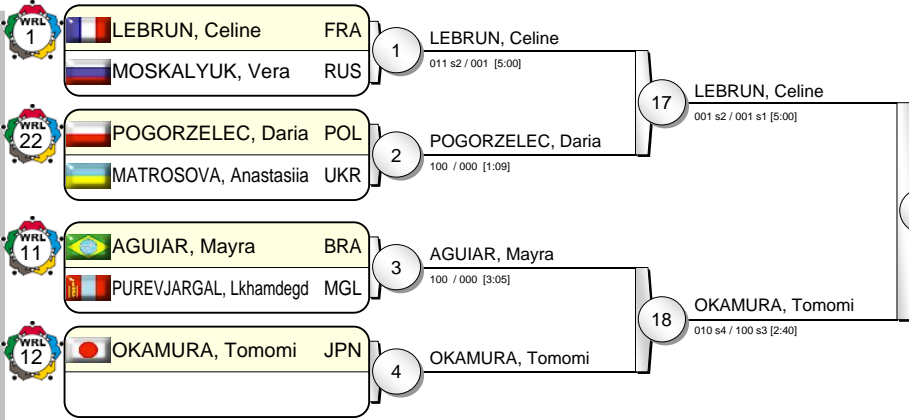 WRL
1
LEBRUN, Celine FRA
MOSKALYUK, Vera RUS
1
LEBRUN, Celine
011 s2 / 001 [5:00]
WRL
22
POGORZELEC, Daria POL
MATROSOVA, Anastasiia UKR
2
POGORZELEC, Daria
100 / 000 [1:09]
17
LEBRUN, Celine
001 s2 / 001 s1 [5:00]
WRL
11
AGUIAR, Mayra BRA
PUREVJARGAL, Lkhamdegd MGL
3
AGUIAR, Mayra
100 / 000 [3:05]
WRL
12
OKAMURA, Tomomi JPN
4
OKAMURA, Tomomi
18
OKAMURA, Tomomi
010 s4 / 100 s3 [2:40]